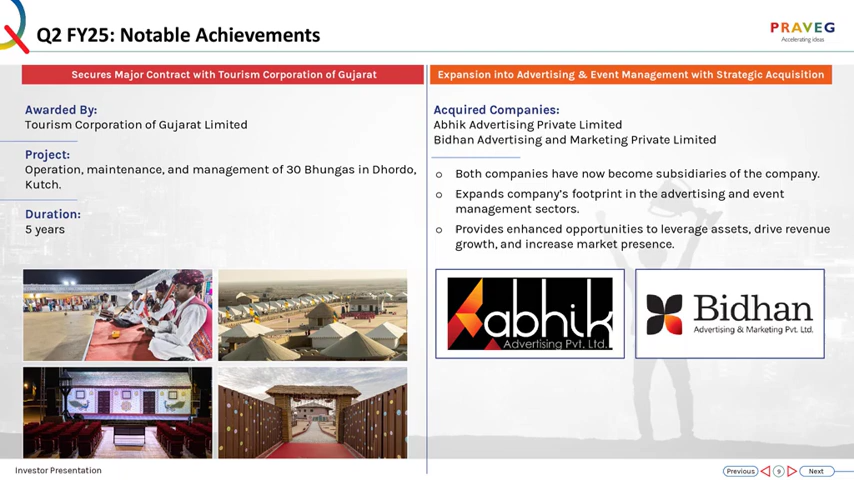 Q2 FY25: Notable Achievements
PRAVEG
Accelerating ideas
Secures Major Contract with Tourism Corporation of Gujarat
Awarded By:
Tourism Corporation of Gujarat Limited
Project:
Operation, maintenance, and management of 30 Bhungas in Dhordo,
Kutch.
Duration:
5 years
Expansion into Advertising & Event Management with Strategic Acquisition
Acquired Companies:
Abhik Advertising Private Limited
Bidhan Advertising and Marketing Private Limited
o Both companies have now become subsidiaries of the company.
o Expands company’s footprint in the advertising and event
management sectors.
o Provides enhanced opportunities to leverage assets, drive revenue
growth, and increase market presence.
abhik
Advertising Pvt. Ltd.
Bidhan
Advertising & Marketing Pvt. Ltd.
Investor Presentation
Previous 9 Next